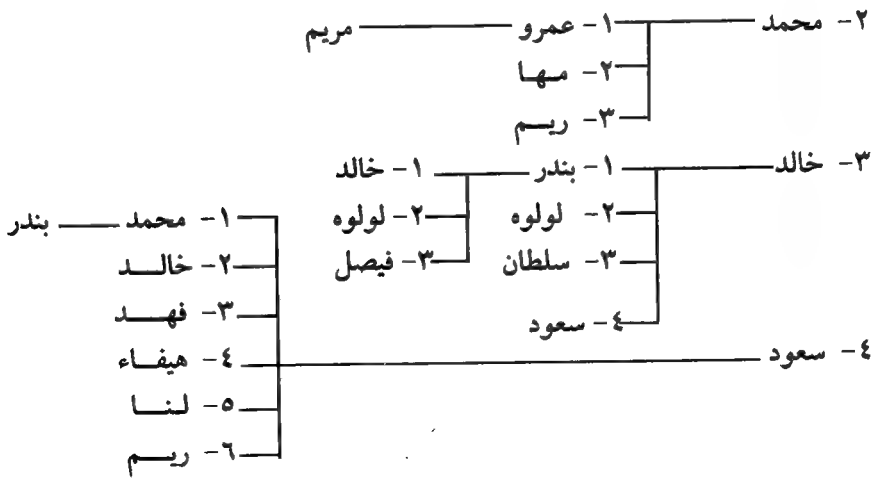 ٢- محمد ١- عمرو مريم
٢- مها
٣- ريم
٣- خالد ١- بندر ١- خالد
٢- لولوه ٢- لولوه ١- محمد بندر
٣- سلطان ٣- فيصل ٢- خالد
٤- سعود ٣- فهد
٤- سعود ٤- هيفاء
٥- لنا
٦- ريم